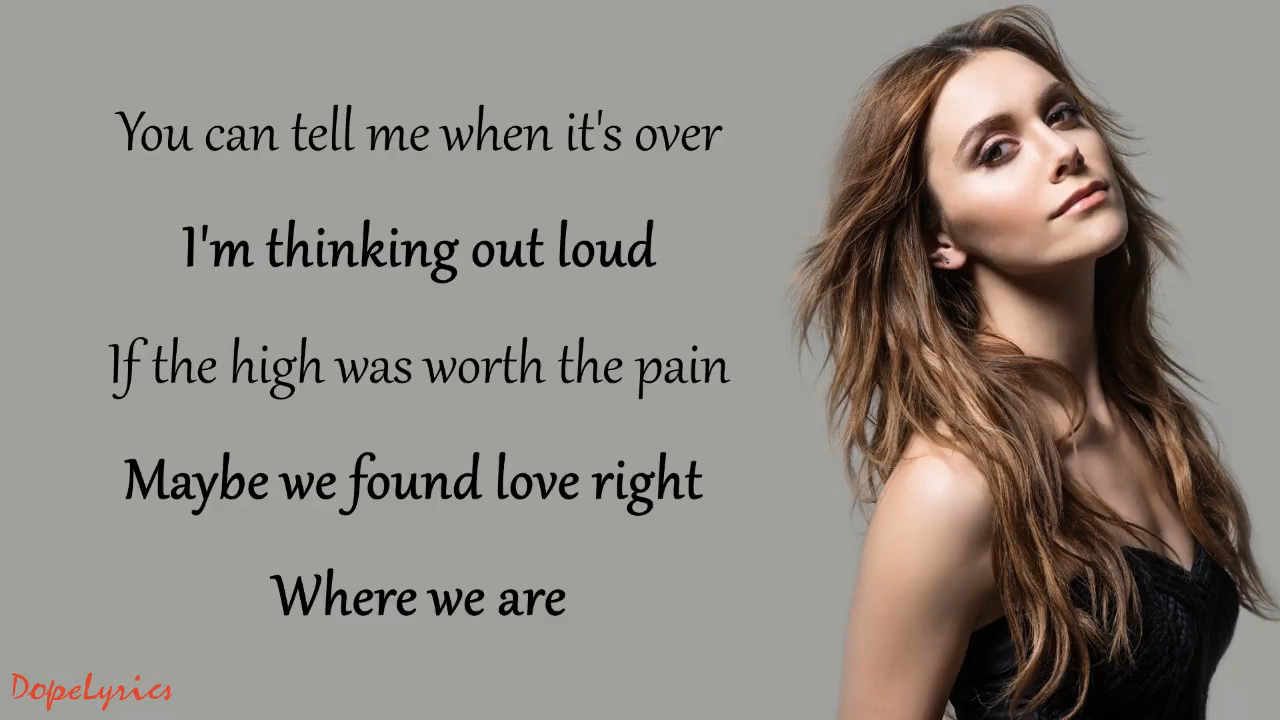 You can tell me when it's over
I'm thinking out loud
If the high was worth the pain
Maybe we found love right
Where we are
DopeLyrics